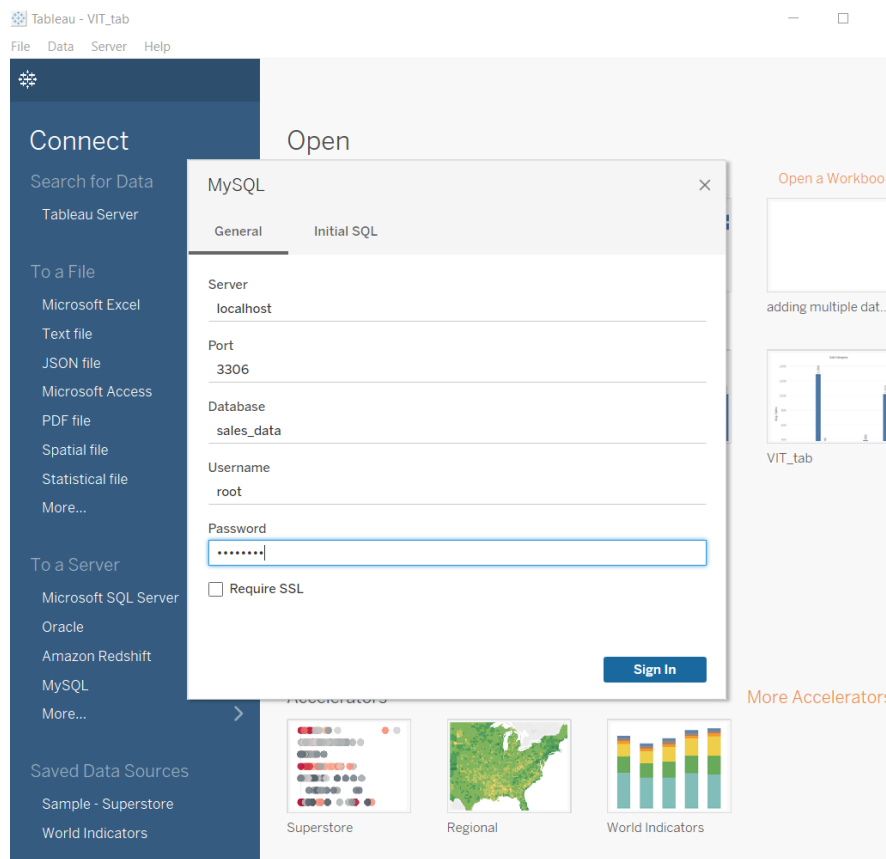 Tableau - VIT_tab
File Data Server Help
Connect
Search for Data
Tableau Server
To a File
Microsoft Excel
Text file
JSON file
Microsoft Access
PDF file
Spatial file
Statistical file
More...
To a Server
Microsoft SQL Server
Oracle
Amazon Redshift
MySQL
More...
Saved Data Sources
Sample - Superstore
World Indicators
Open
Open a Workboo
adding multiple dat...
VIT_tab
MySQL
General Initial SQL
Server
localhost
Port
3306
Database
sales_data
Username
root
Password
••••••••
Require SSL
Sign In
Accelerators
More Accelerators
Superstore
Regional
World Indicators